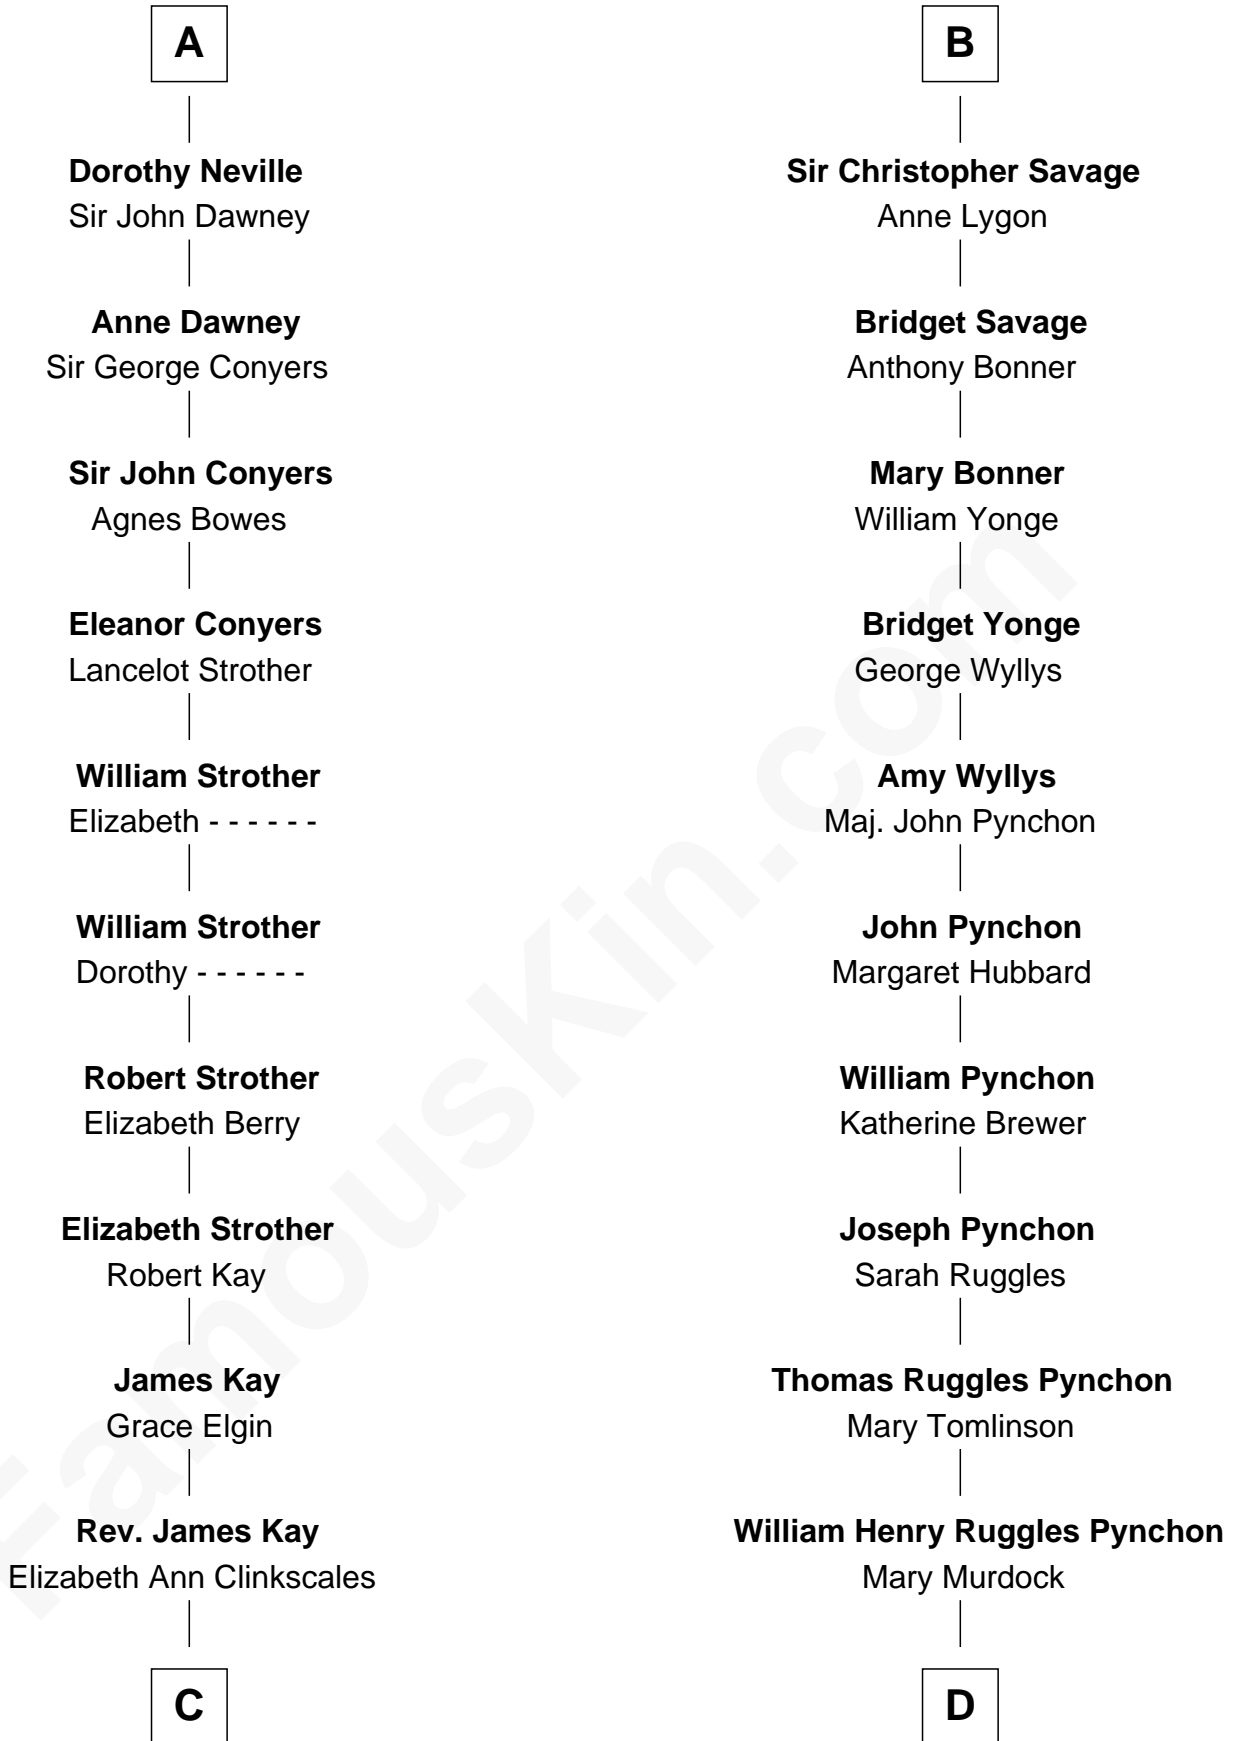 A
Dorothy Neville
Sir John Dawney
Anne Dawney
Sir George Conyers
Sir John Conyers
Agnes Bowes
Eleanor Conyers
Lancelot Strother
William Strother
Elizabeth - - - - - -
William Strother
Dorothy - - - - - -
Robert Strother
Elizabeth Berry
Elizabeth Strother
Robert Kay
James Kay
Grace Elgin
Rev. James Kay
Elizabeth Ann Clinkscales
C
B
Sir Christopher Savage
Anne Lygon
Bridget Savage
Anthony Bonner
Mary Bonner
William Yonge
Bridget Yonge
George Wyllys
Amy Wyllys
Maj. John Pynchon
John Pynchon
Margaret Hubbard
William Pynchon
Katherine Brewer
Joseph Pynchon
Sarah Ruggles
Thomas Ruggles Pynchon
Mary Tomlinson
William Henry Ruggles Pynchon
Mary Murdock
D
FamousKin.com